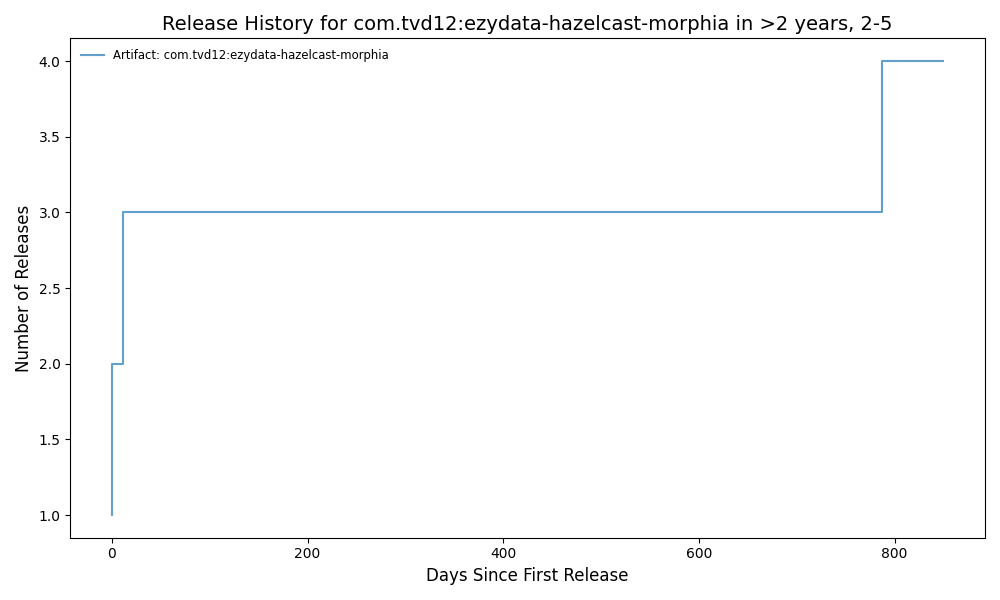 Release History for com.tvd12:ezydata-hazelcast-morphia in >2 years, 2-5
Artifact: com.tvd12:ezydata-hazelcast-morphia
Number of Releases
4.0
3.5
3.0
2.5
2.0
1.5
1.0
0 200 400 600 800
Days Since First Release